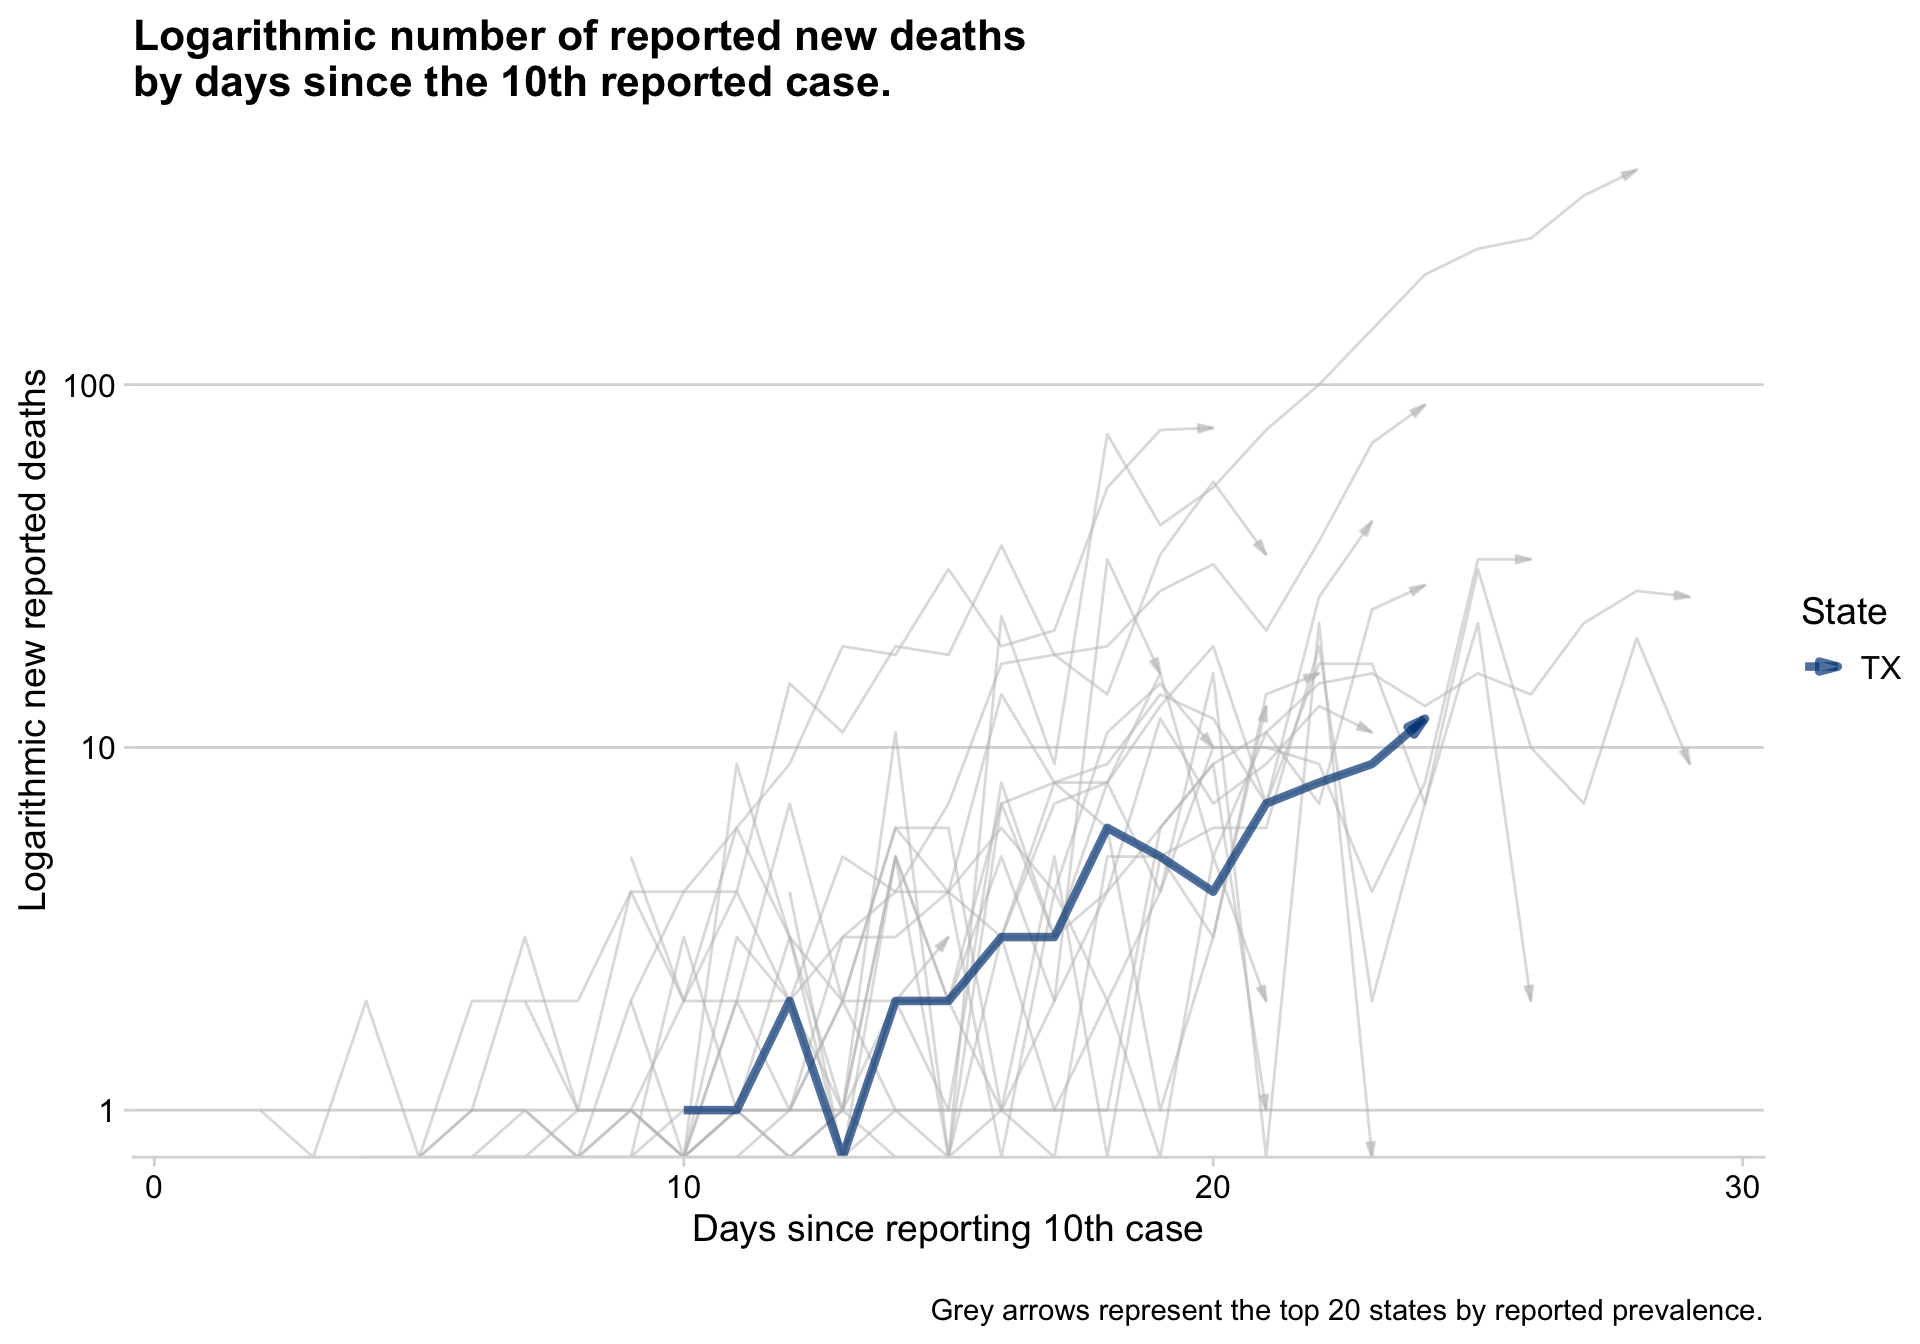 Logarithmic number of reported new deaths
by days since the 10th reported case.
Logarithmic new reported deaths
100
10
1
0
10
20
30
Days since reporting 10th case
State
TX
Grey arrows represent the top 20 states by reported prevalence.